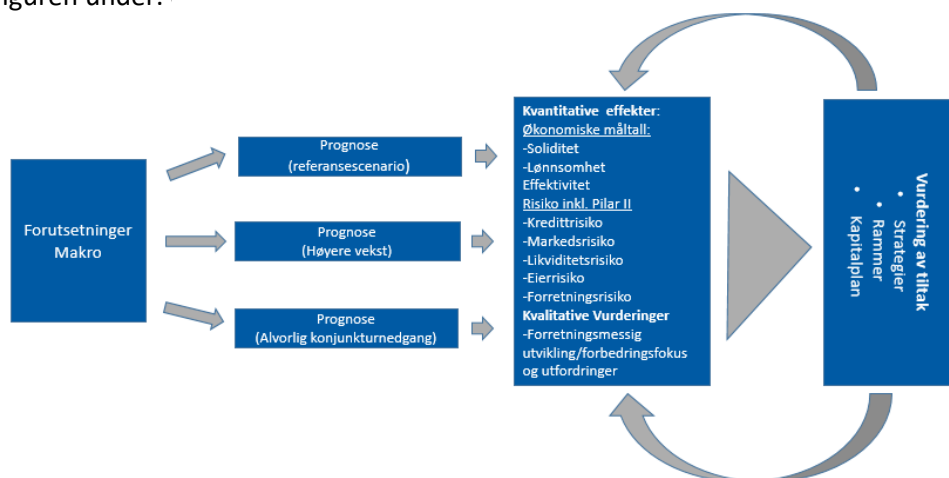 guren under.
Forutsetninger
Makro
Prognose
(referansescenario)
Prognose
(Høyere vekst)
Prognose
(Alvorlig konjunkturnedgang)
Kvantitative effekter:
Økonomiske måltall:
-Soliditet
-Lønnsomhet
Effektivitet
Risiko inkl. Pilar II
-Kredittrisiko
-Markedsrisiko
-Likviditetsrisiko
-Eierrisiko
-Forretningsrisiko
Kvalitative Vurderinger
-Forretningsmessig
utvikling/forbedringsfokus
og utfordringer
Vurdering av tiltak
• Strategier
• Rammer
• Kapitalplan